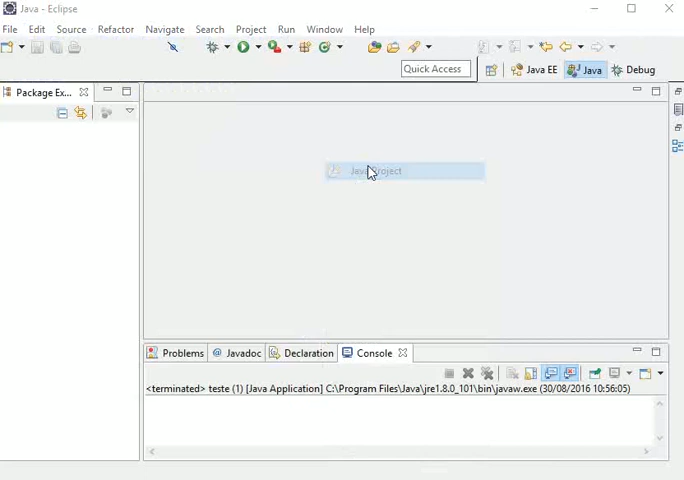 Java - Eclipse
File Edit Source Refactor Navigate Search Project Run Window Help
Quick Access Java EE Java Debug
Package Ex...
Java Project
Problems Javadoc Declaration Console
<terminated> teste (1) [Java Application] C:\Program Files\Java\jre1.8.0_101\bin\javaw.exe (30/08/2016 10:56:05)